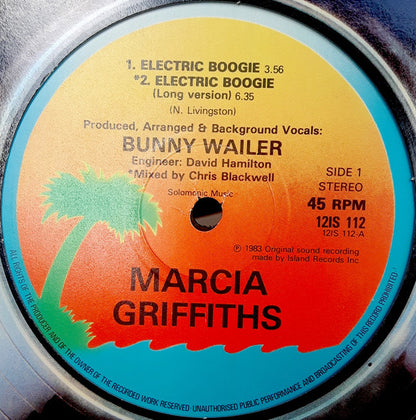 1. ELECTRIC BOOGIE 3.56
*2. ELECTRIC BOOGIE
(Long version) 6.35
(N. Livingston)
Produced, Arranged & Background Vocals:
BUNNY WAILER
Engineer: David Hamilton
*Mixed by Chris Blackwell
Solomonic Music
SIDE 1
STEREO
45 RPM
12IS 112
12IS 112-A
℗ 1983 Original sound recording
made by Island Records Inc
MARCIA
GRIFFITHS
ALL RIGHTS OF THE PRODUCER AND OF THE OWNER OF THE RECORDED WORK RESERVED UNAUTHORISED PUBLIC PERFORMANCE AND BROADCASTING OF THIS RECORD PROHIBITED